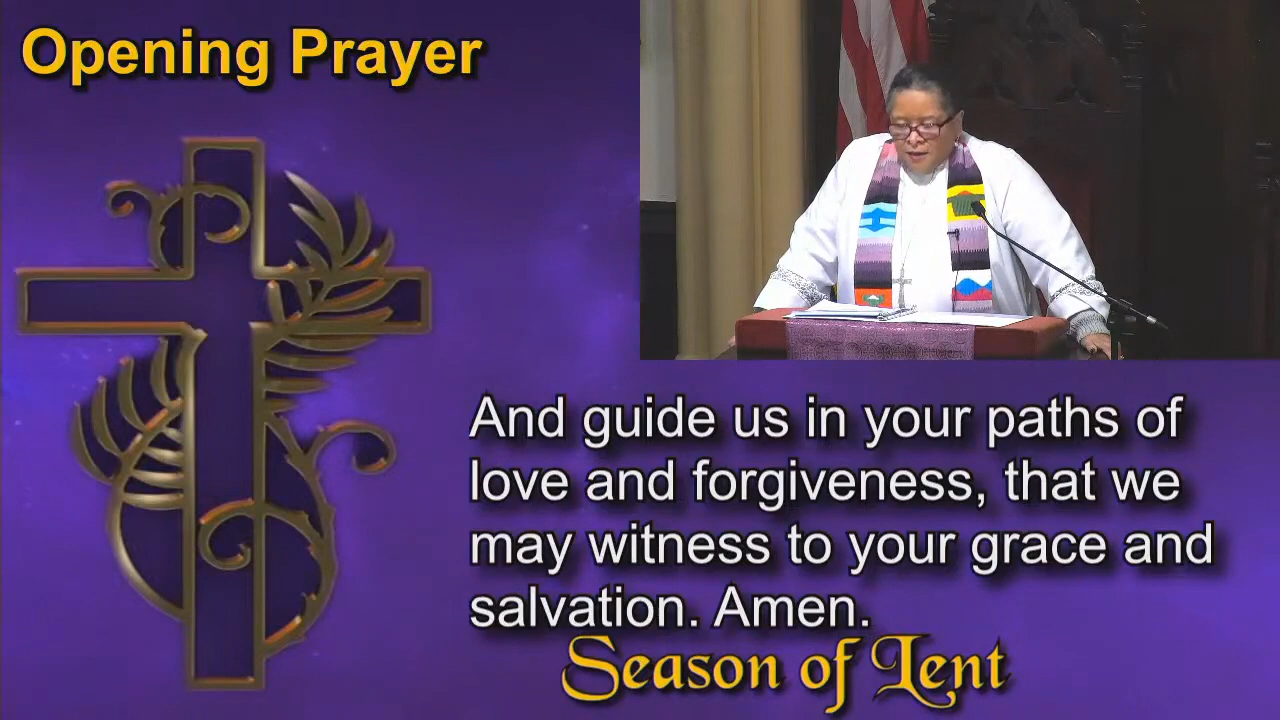 Opening Prayer
And guide us in your paths of
love and forgiveness, that we
may witness to your grace and
salvation. Amen.
Season of Lent